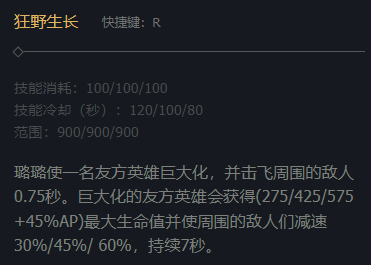 狂野生长 快捷键：R
技能消耗：100/100/100
技能冷却（秒）：120/100/80
范围：900/900/900
璐璐使一名友方英雄巨大化，并击飞周围的敌人
0.75秒。巨大化的友方英雄会获得(275/425/575
+45%AP)最大生命值并使周围的敌人们减速
30%/45%/ 60%，持续7秒。